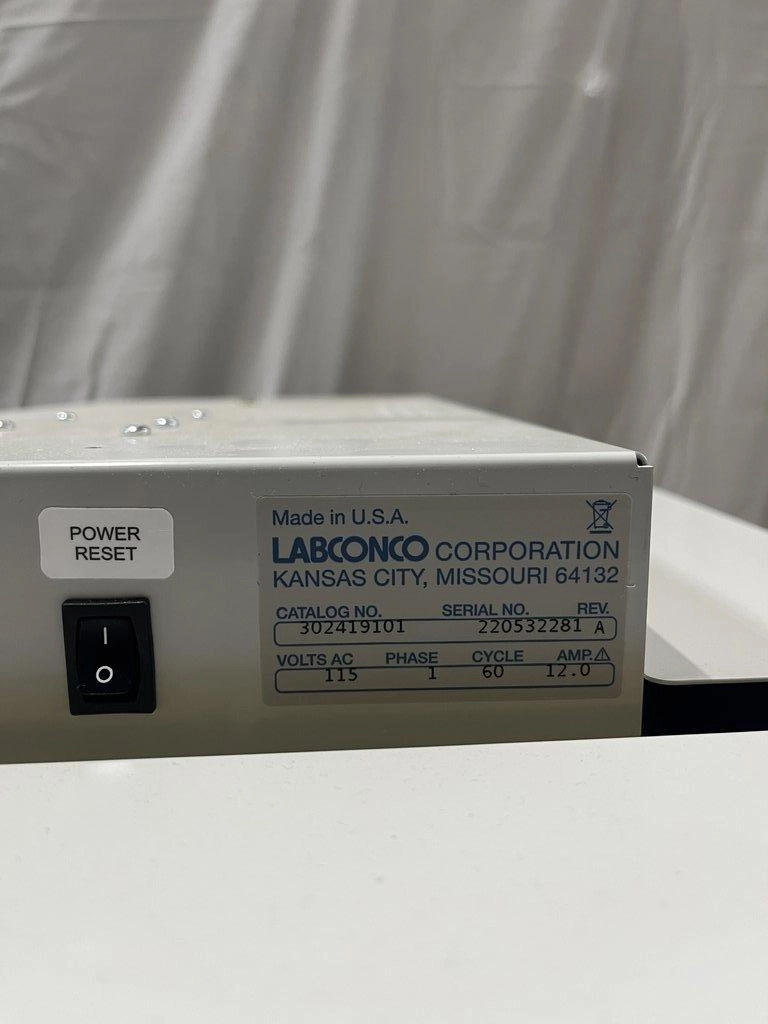 POWER
RESET
I
O
Made in U.S.A.
LABCONCO CORPORATION
KANSAS CITY, MISSOURI 64132
CATALOG NO. SERIAL NO. REV.
302419101 220532281 A
VOLTS AC PHASE CYCLE AMP.
115 1 60 12.0